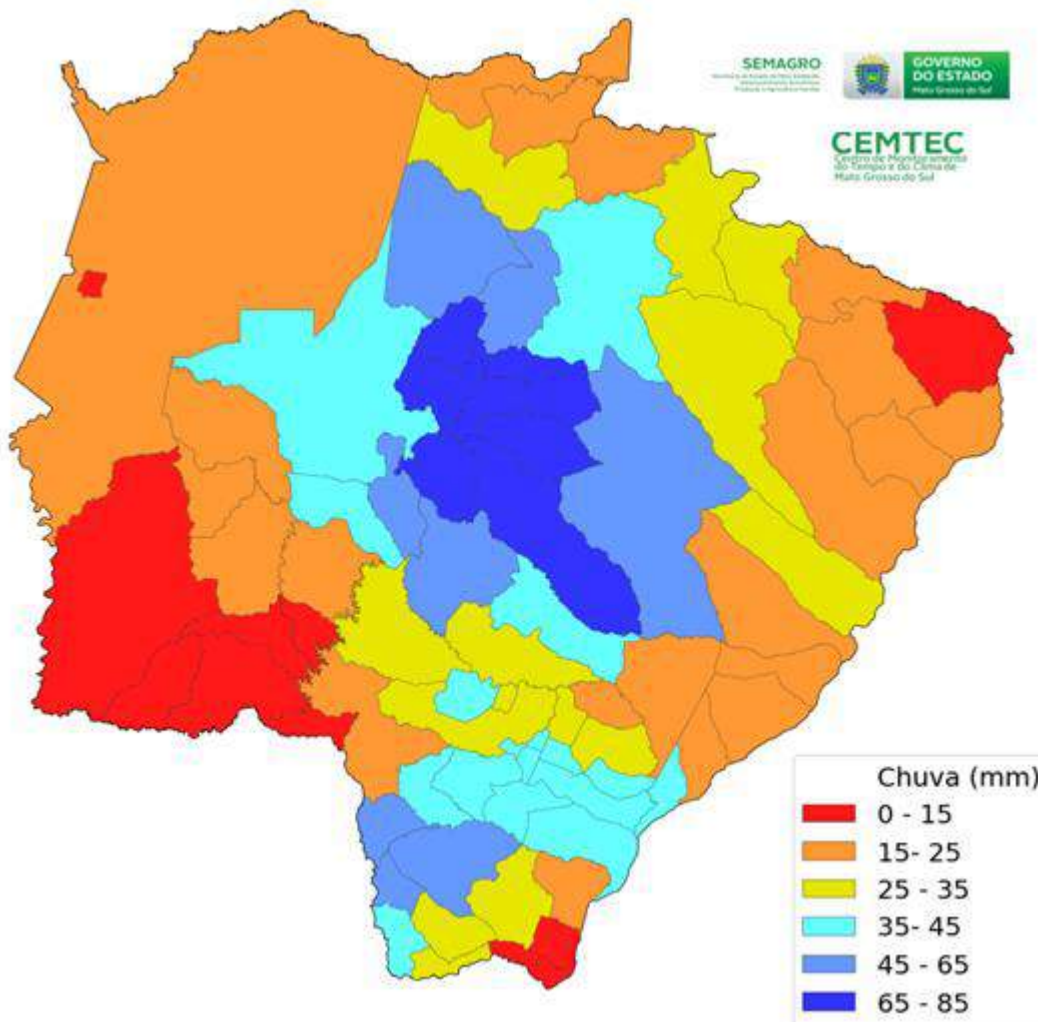 SEMAGRO
GOVERNO
DO ESTADO
Mato Grosso do Sul
CEMTEC
Centro de Monitoramento
do Tempo e do Clima de
Mato Grosso do Sul
Chuva (mm)
0 - 15
15- 25
25 - 35
35- 45
45 - 65
65 - 85